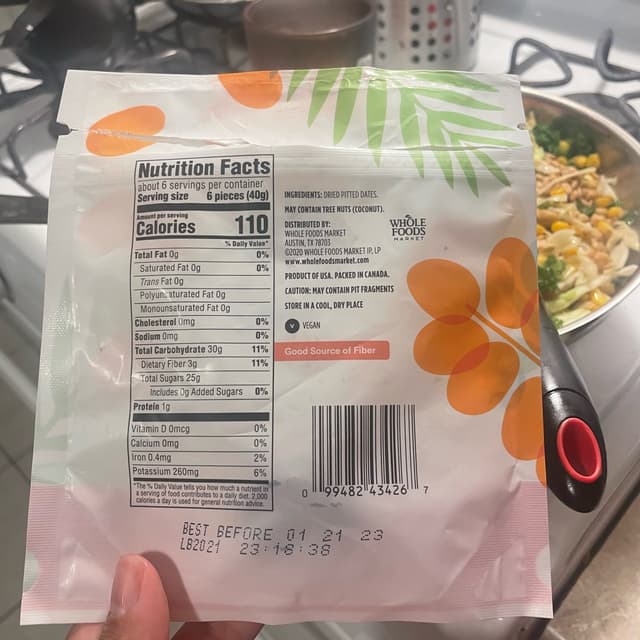 Nutrition Facts
about 6 servings per container
Serving size 6 pieces (40g)
Amount per serving
Calories 110
% Daily Value*
Total Fat 0g 0%
Saturated Fat 0g 0%
Trans Fat 0g
Polyunsaturated Fat 0g
Monounsaturated Fat 0g
Cholesterol 0mg 0%
Sodium 0mg 0%
Total Carbohydrate 30g 11%
Dietary Fiber 3g 11%
Total Sugars 25g
Includes 0g Added Sugars 0%
Protein 1g
Vitamin D 0mcg 0%
Calcium 0mg 0%
Iron 0.4mg 2%
Potassium 260mg 6%
*The % Daily Value tells you how much a nutrient in
a serving of food contributes to a daily diet. 2,000
calories a day is used for general nutrition advice.
INGREDIENTS: DRIED PITTED DATES.
MAY CONTAIN TREE NUTS (COCONUT).
DISTRIBUTED BY:
WHOLE FOODS MARKET
AUSTIN, TX 78703
©2020 WHOLE FOODS MARKET IP, LP
www.wholefoodsmarket.com
PRODUCT OF USA. PACKED IN CANADA.
CAUTION: MAY CONTAIN PIT FRAGMENTS
STORE IN A COOL, DRY PLACE
V VEGAN
Good Source of Fiber
WHOLE
FOODS
MARKET
0 99482 43426 7
BEST BEFORE 01 21 23
LB2021 23:18:38